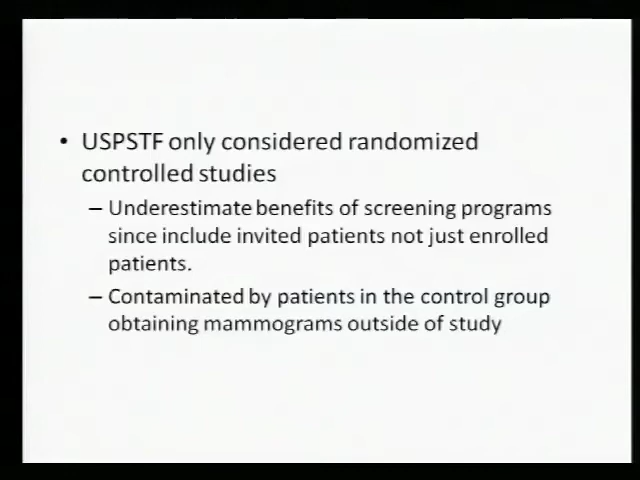 • USPSTF only considered randomized
controlled studies
– Underestimate benefits of screening programs
since include invited patients not just enrolled
patients.
– Contaminated by patients in the control group
obtaining mammograms outside of study